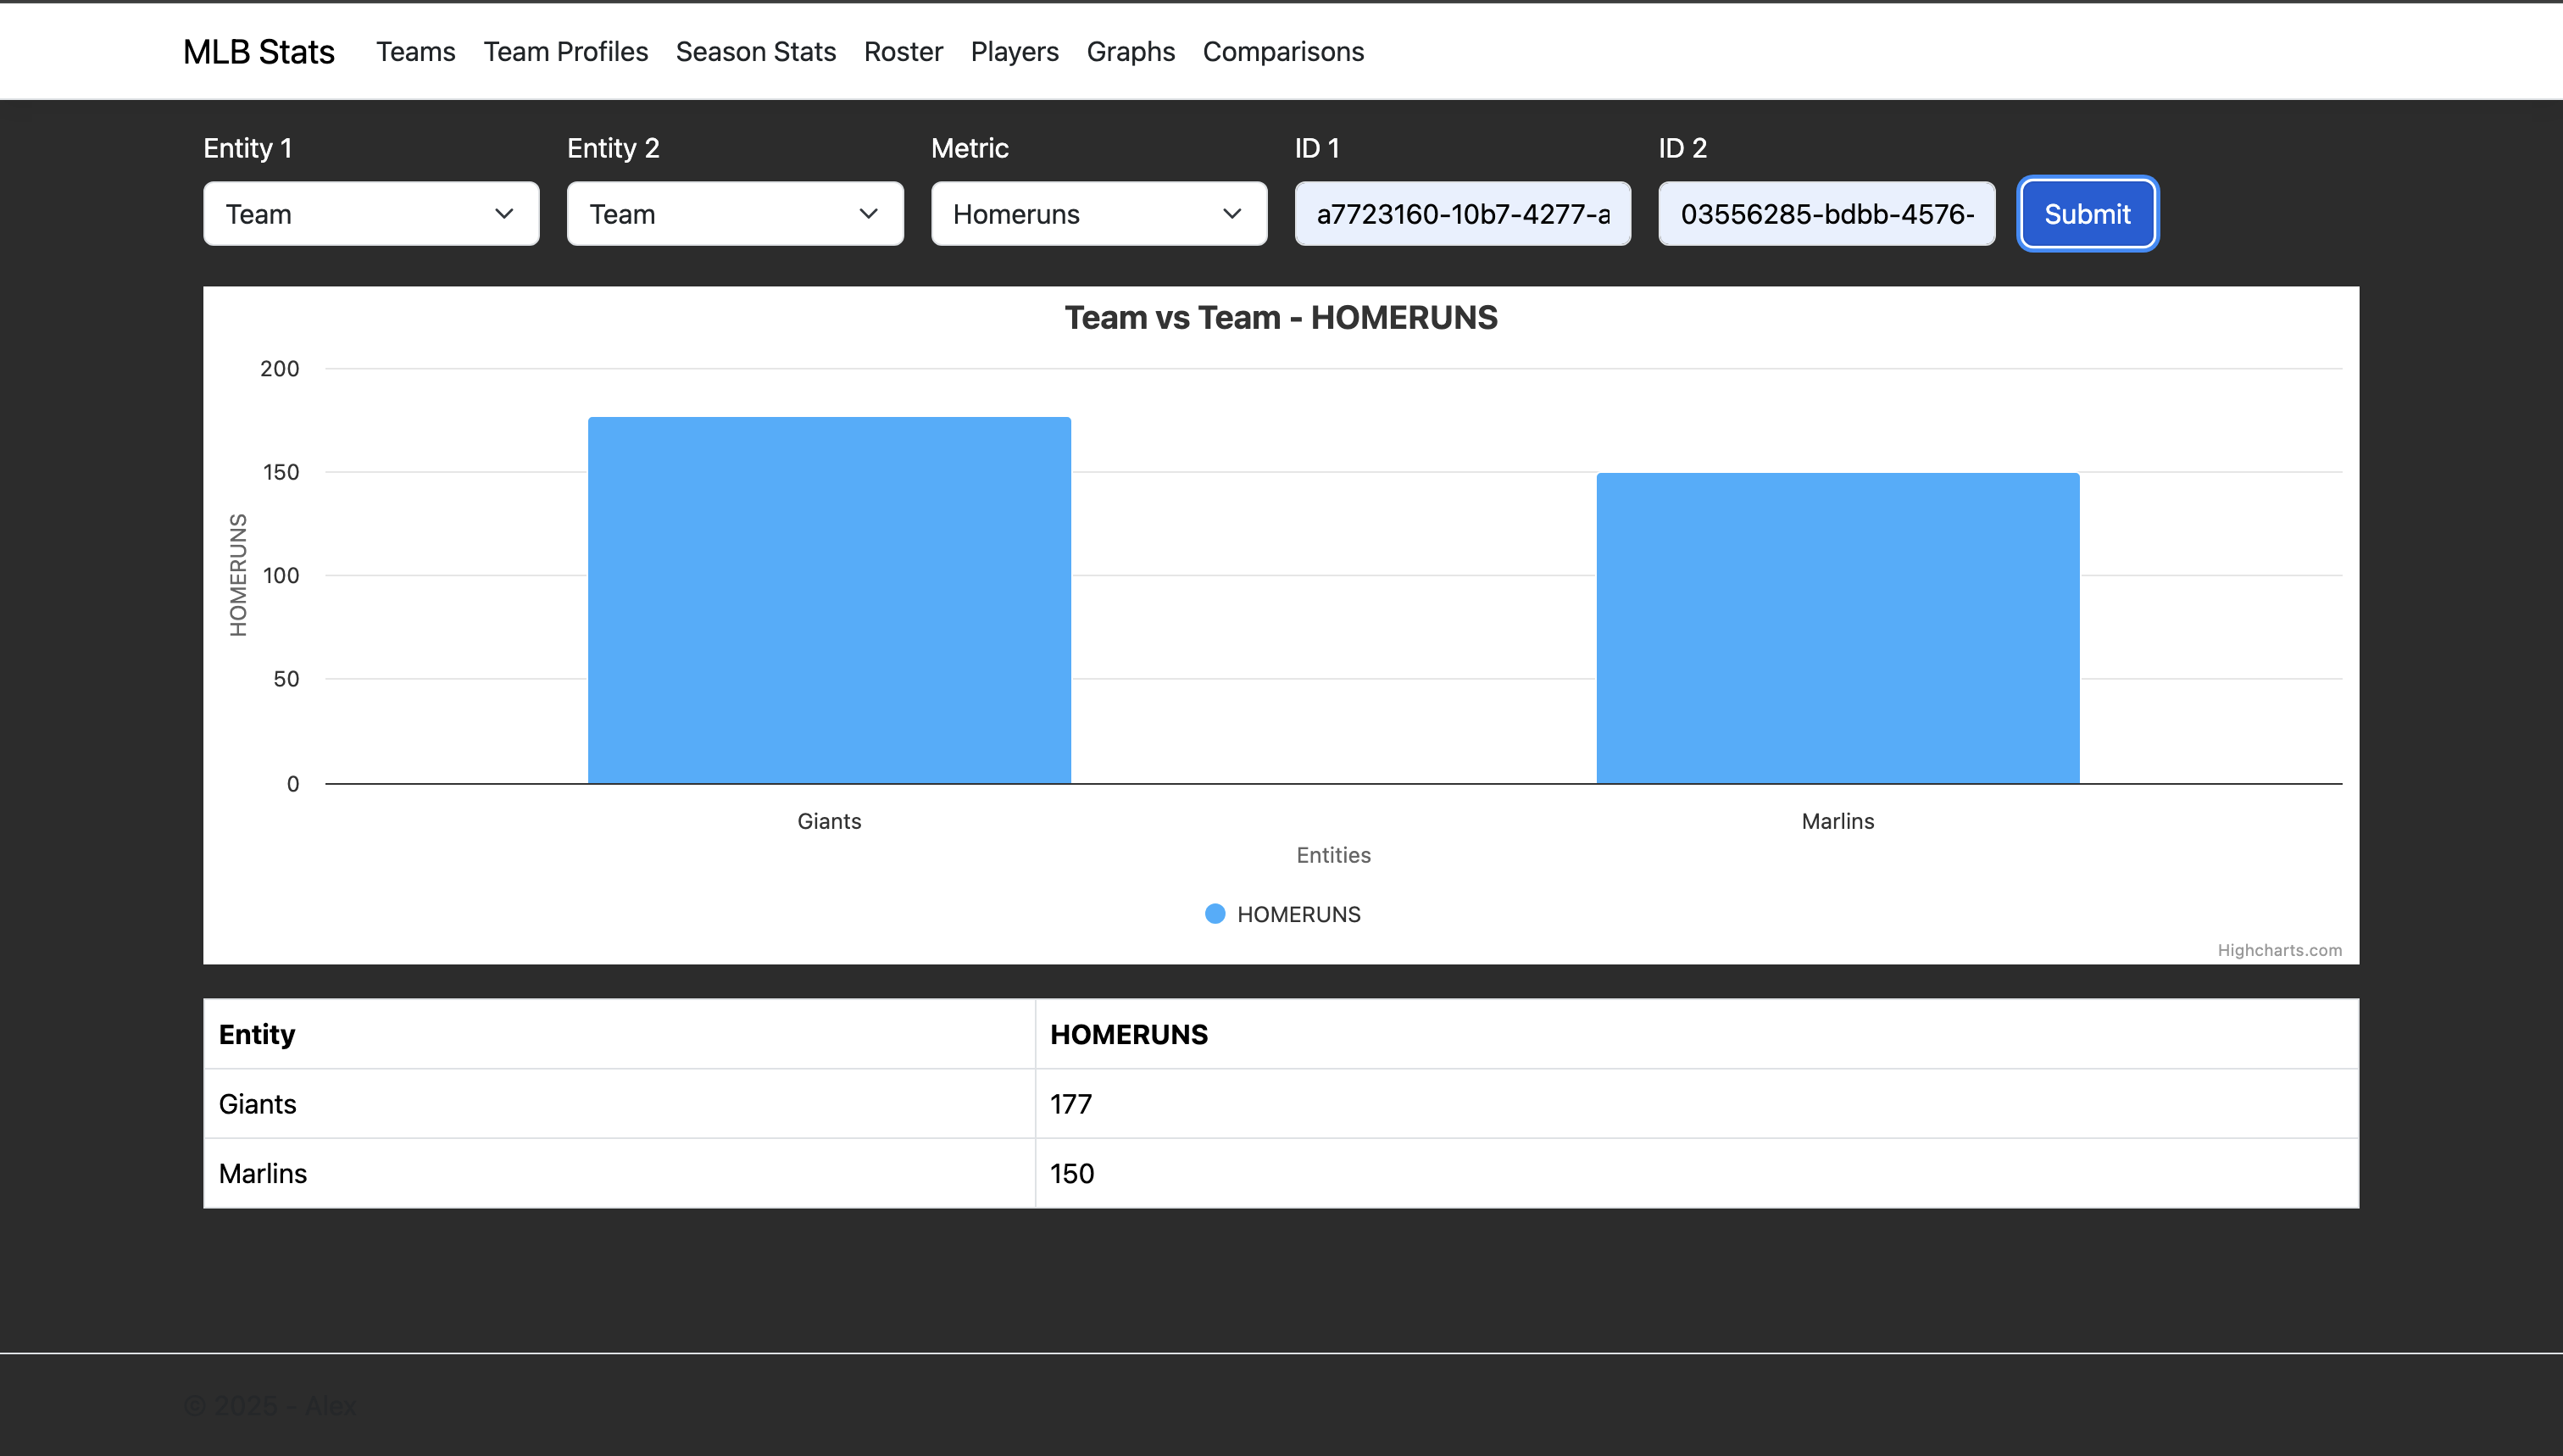 MLB Stats Teams Team Profiles Season Stats Roster Players Graphs Comparisons
Entity 1 Entity 2 Metric ID 1 ID 2
Team Team Homeruns a7723160-10b7-4277-a 03556285-bdbb-4576- Submit
Team vs Team - HOMERUNS
200
150
100
50
0
HOMERUNS
Giants Marlins
Entities
HOMERUNS
Highcharts.com
Entity HOMERUNS
Giants 177
Marlins 150
© 2025 - Alex